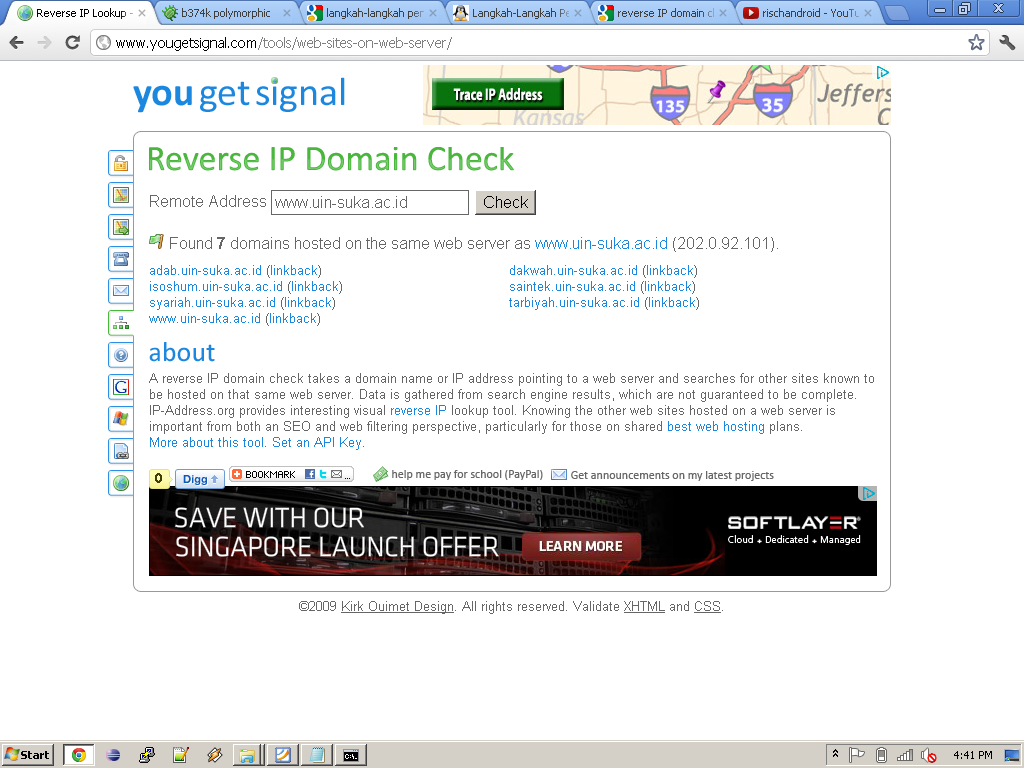 Reverse IP Lookup -
b374k polymorphic
langkah-langkah per
Langkah-Langkah Pe
reverse IP domain c
rischandroid - YouTu
www.yougetsignal.com/tools/web-sites-on-web-server/
you get signal
Trace IP Address
135
35
Jeffers
Kansas
C
Reverse IP Domain Check
Remote Address www.uin-suka.ac.id Check
Found 7 domains hosted on the same web server as www.uin-suka.ac.id (202.0.92.101).
adab.uin-suka.ac.id (linkback) dakwah.uin-suka.ac.id (linkback)
isoshum.uin-suka.ac.id (linkback) saintek.uin-suka.ac.id (linkback)
syariah.uin-suka.ac.id (linkback) tarbiyah.uin-suka.ac.id (linkback)
www.uin-suka.ac.id (linkback)
about
A reverse IP domain check takes a domain name or IP address pointing to a web server and searches for other sites known to
be hosted on that same web server. Data is gathered from search engine results, which are not guaranteed to be complete.
IP-Address.org provides interesting visual reverse IP lookup tool. Knowing the other web sites hosted on a web server is
important from both an SEO and web filtering perspective, particularly for those on shared best web hosting plans.
More about this tool. Set an API Key.
0 Digg BOOKMARK ... help me pay for school (PayPal) Get announcements on my latest projects
SAVE WITH OUR
SINGAPORE LAUNCH OFFER
LEARN MORE
SOFTLAYER®
Cloud + Dedicated + Managed
©2009 Kirk Ouimet Design. All rights reserved. Validate XHTML and CSS.
Start
4:41 PM